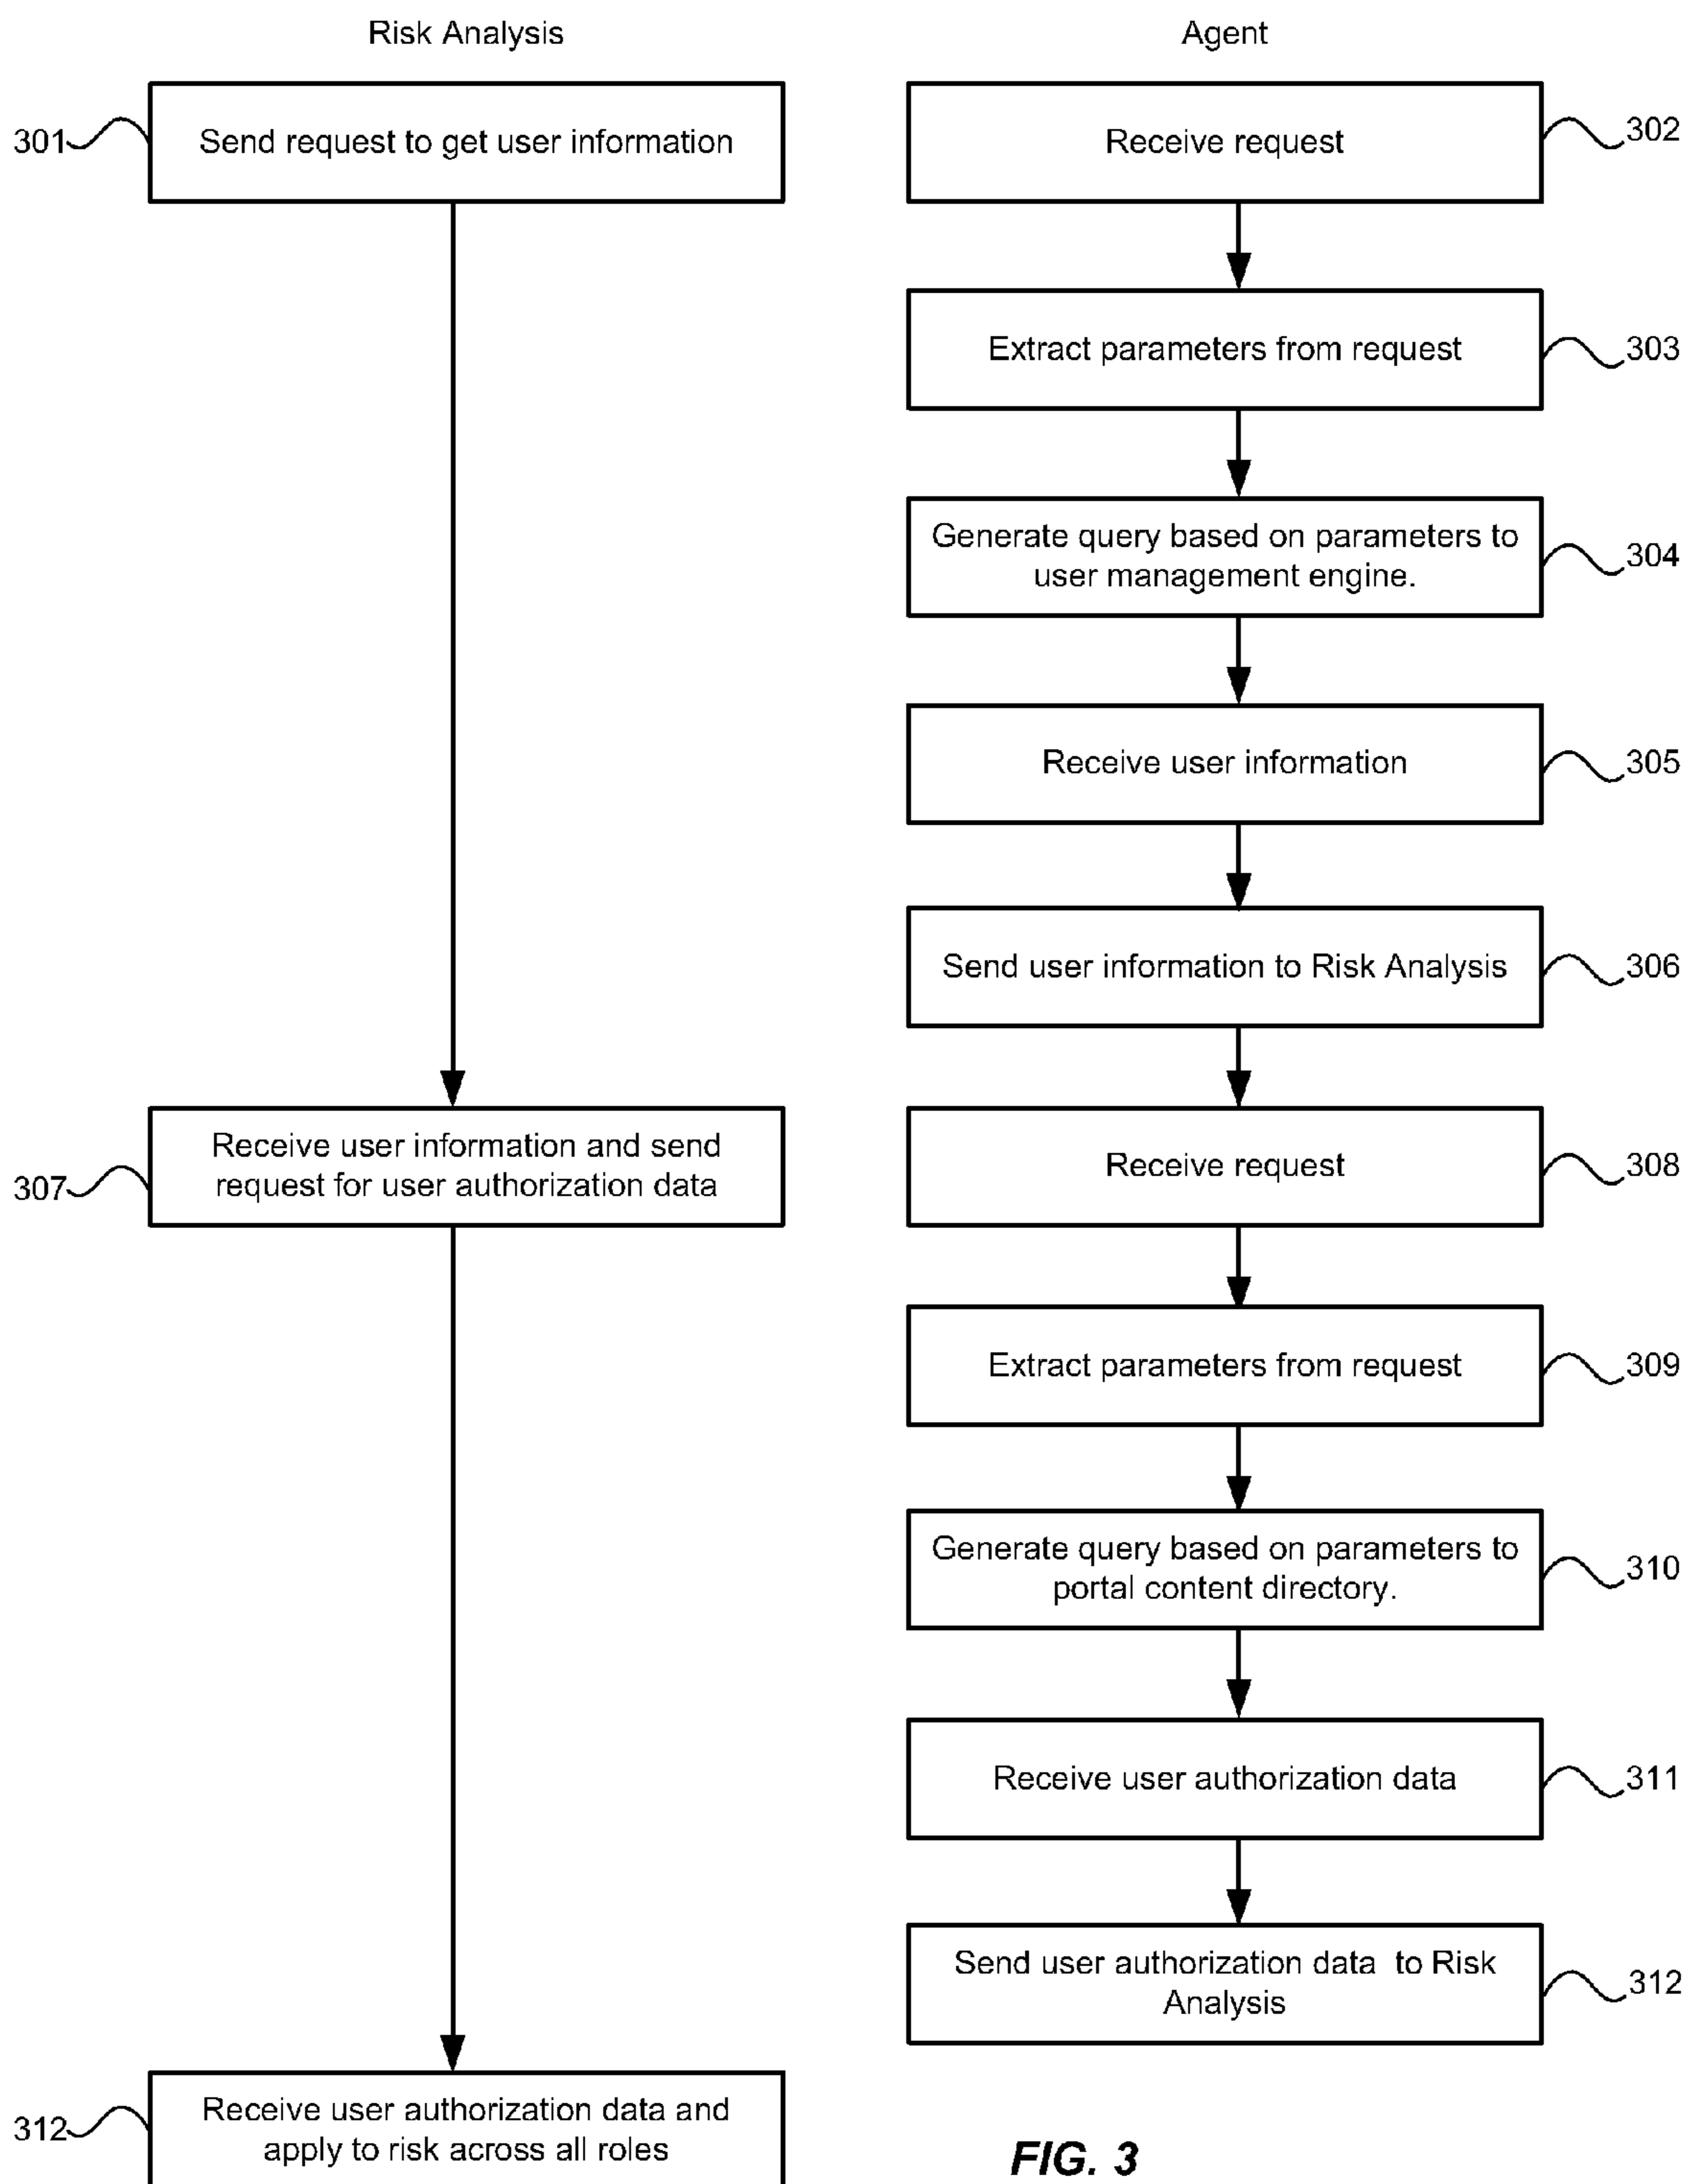 Risk Analysis
Agent
301
Send request to get user information
Receive request
302
Extract parameters from request
303
Generate query based on parameters to
user management engine.
304
Receive user information
305
Send user information to Risk Analysis
306
307
Receive user information and send
request for user authorization data
Receive request
308
Extract parameters from request
309
Generate query based on parameters to
portal content directory.
310
Receive user authorization data
311
Send user authorization data to Risk
Analysis
312
312
Receive user authorization data and
apply to risk across all roles
FIG. 3